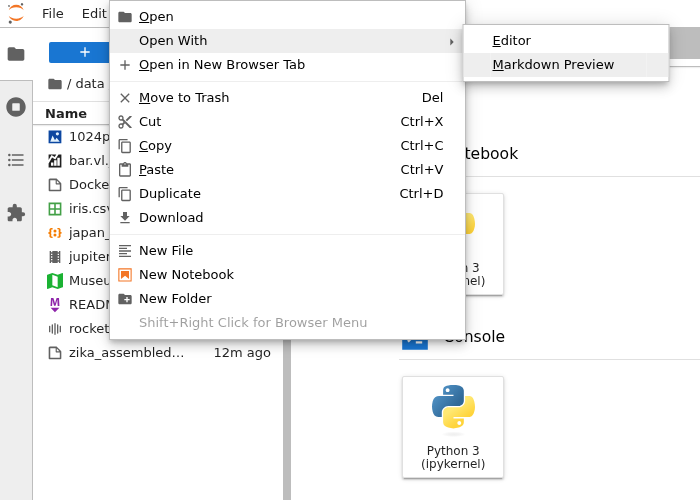 File Edit
/ data
Name
1024p
bar.vl.
Docke
iris.csv
japan_
jupiter
Museu
READM
rocket
zika_assembled... 12m ago
Open
Open With
Open in New Browser Tab
Move to Trash Del
Cut Ctrl+X
Copy Ctrl+C
Paste Ctrl+V
Duplicate Ctrl+D
Download
New File
New Notebook
New Folder
Shift+Right Click for Browser Menu
Editor
Markdown Preview
tebook
n 3
nel)
Console
Python 3
(ipykernel)